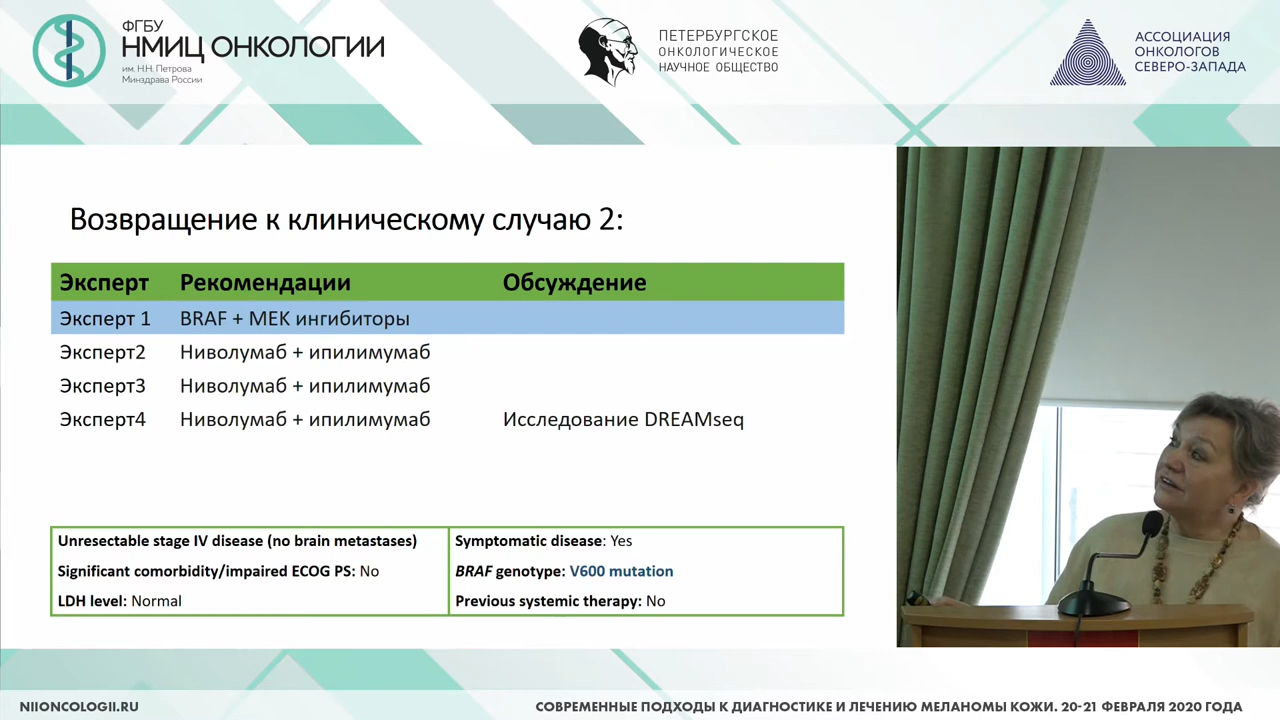 ФГБУ
НМИЦ ОНКОЛОГИИ
им. Н.Н. Петрова
Минздрава России
ПЕТЕРБУРГСКОЕ
ОНКОЛОГИЧЕСКОЕ
НАУЧНОЕ ОБЩЕСТВО
АССОЦИАЦИЯ
ОНКОЛОГОВ
СЕВЕРО-ЗАПАДА
Возвращение к клиническому случаю 2:
Эксперт Рекомендации Обсуждение
Эксперт 1 BRAF + MEK ингибиторы
Эксперт2 Ниволумаб + ипилимумаб
Эксперт3 Ниволумаб + ипилимумаб
Эксперт4 Ниволумаб + ипилимумаб Исследование DREAMseq
Unresectable stage IV disease (no brain metastases)
Significant comorbidity/impaired ECOG PS: No
LDH level: Normal
Symptomatic disease: Yes
BRAF genotype: V600 mutation
Previous systemic therapy: No
NIIONCOLOGII.RU
СОВРЕМЕННЫЕ ПОДХОДЫ К ДИАГНОСТИКЕ И ЛЕЧЕНИЮ МЕЛАНОМЫ КОЖИ. 20-21 ФЕВРАЛЯ 2020 ГОДА